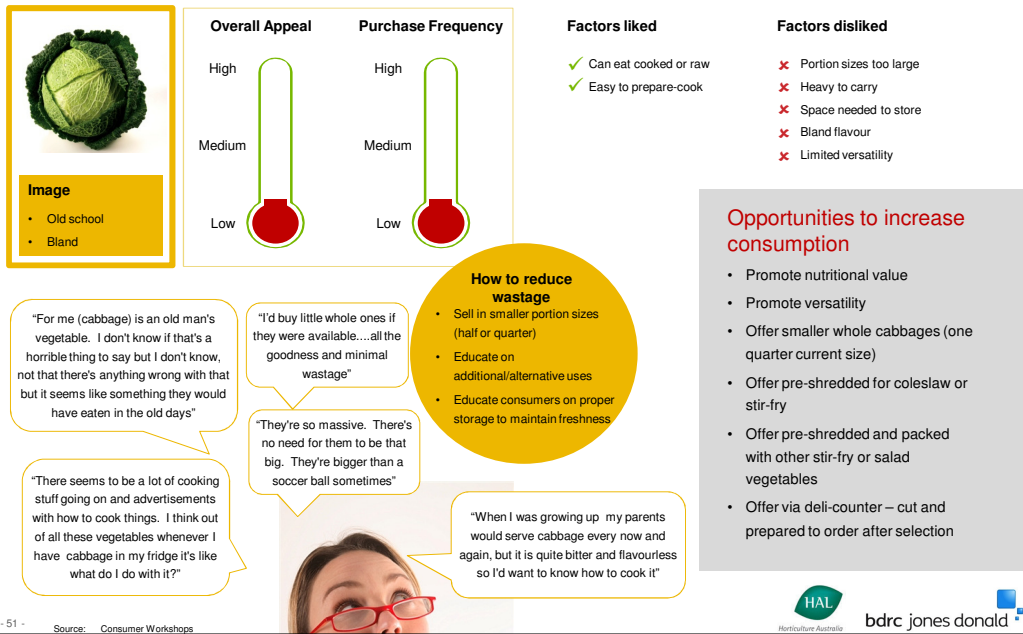 Overall Appeal
Purchase Frequency
High
Medium
Low
High
Medium
Low
Factors liked
✓ Can eat cooked or raw
✓ Easy to prepare-cook
Factors disliked
✗ Portion sizes too large
✗ Heavy to carry
✗ Space needed to store
✗ Bland flavour
✗ Limited versatility
Image
• Old school
• Bland
Opportunities to increase
consumption
• Promote nutritional value
• Promote versatility
• Offer smaller whole cabbages (one
quarter current size)
• Offer pre-shredded for coleslaw or
stir-fry
• Offer pre-shredded and packed
with other stir-fry or salad
vegetables
• Offer via deli-counter – cut and
prepared to order after selection
How to reduce
wastage
• Sell in smaller portion sizes
(half or quarter)
• Educate on
additional/alternative uses
• Educate consumers on proper
storage to maintain freshness
“For me (cabbage) is an old man's
vegetable. I don't know if that's a
horrible thing to say but I don't know,
not that there's anything wrong with that
but it seems like something they would
have eaten in the old days”
“I’d buy little whole ones if
they were available....all the
goodness and minimal
wastage”
“They're so massive. There's
no need for them to be that
big. They're bigger than a
soccer ball sometimes”
“There seems to be a lot of cooking
stuff going on and advertisements
with how to cook things. I think out
of all these vegetables whenever I
have cabbage in my fridge it's like
what do I do with it?”
“When I was growing up my parents
would serve cabbage every now and
again, but it is quite bitter and flavourless
so I'd want to know how to cook it”
- 51 -
Source: Consumer Workshops
HAL
Horticulture Australia
bdrc jones donald